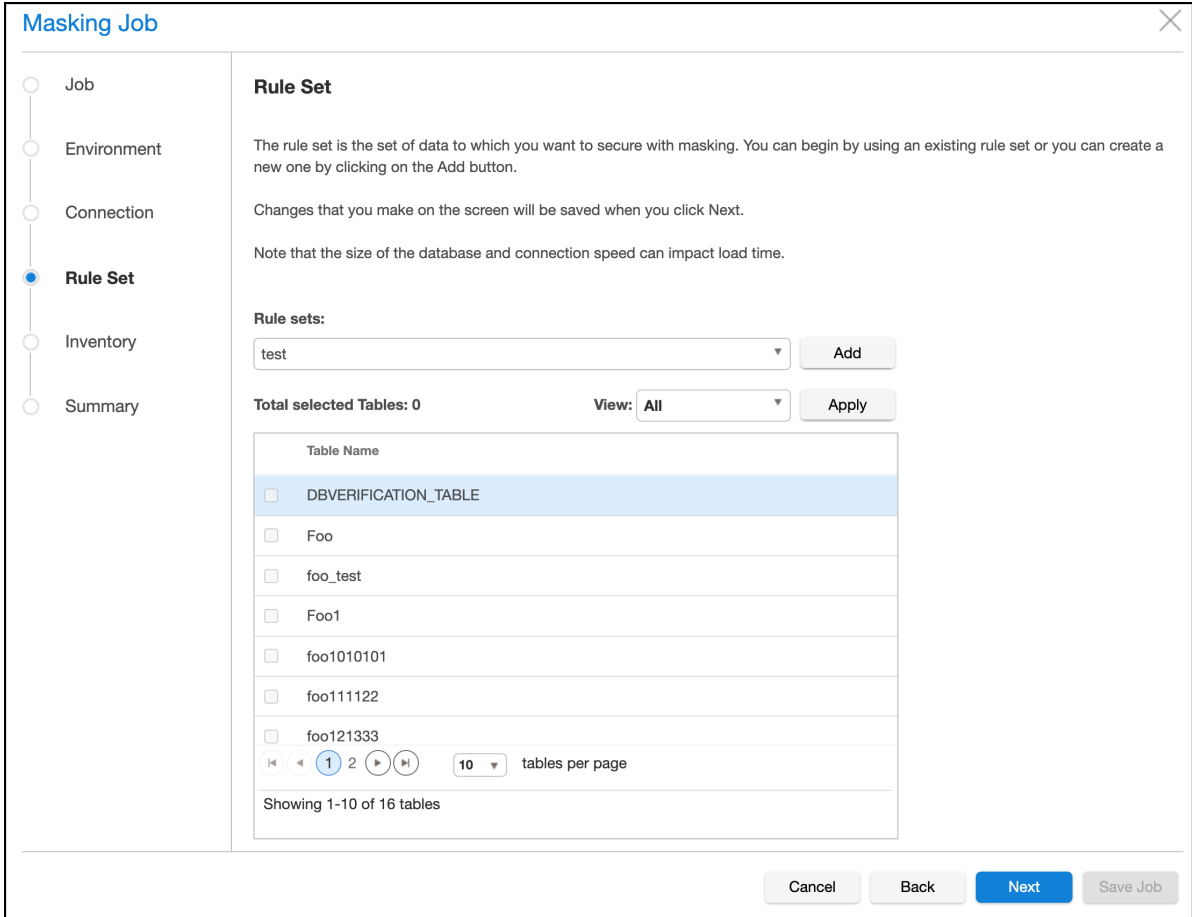 Masking Job
Job
Environment
Connection
Rule Set
Inventory
Summary
Rule Set
The rule set is the set of data to which you want to secure with masking. You can begin by using an existing rule set or you can create a
new one by clicking on the Add button.
Changes that you make on the screen will be saved when you click Next.
Note that the size of the database and connection speed can impact load time.
Rule sets:
test Add
Total selected Tables: 0 View: All Apply
Table Name
DBVERIFICATION_TABLE
Foo
foo_test
Foo1
foo1010101
foo111122
foo121333
1 2 10 tables per page
Showing 1-10 of 16 tables
Cancel Back Next Save Job